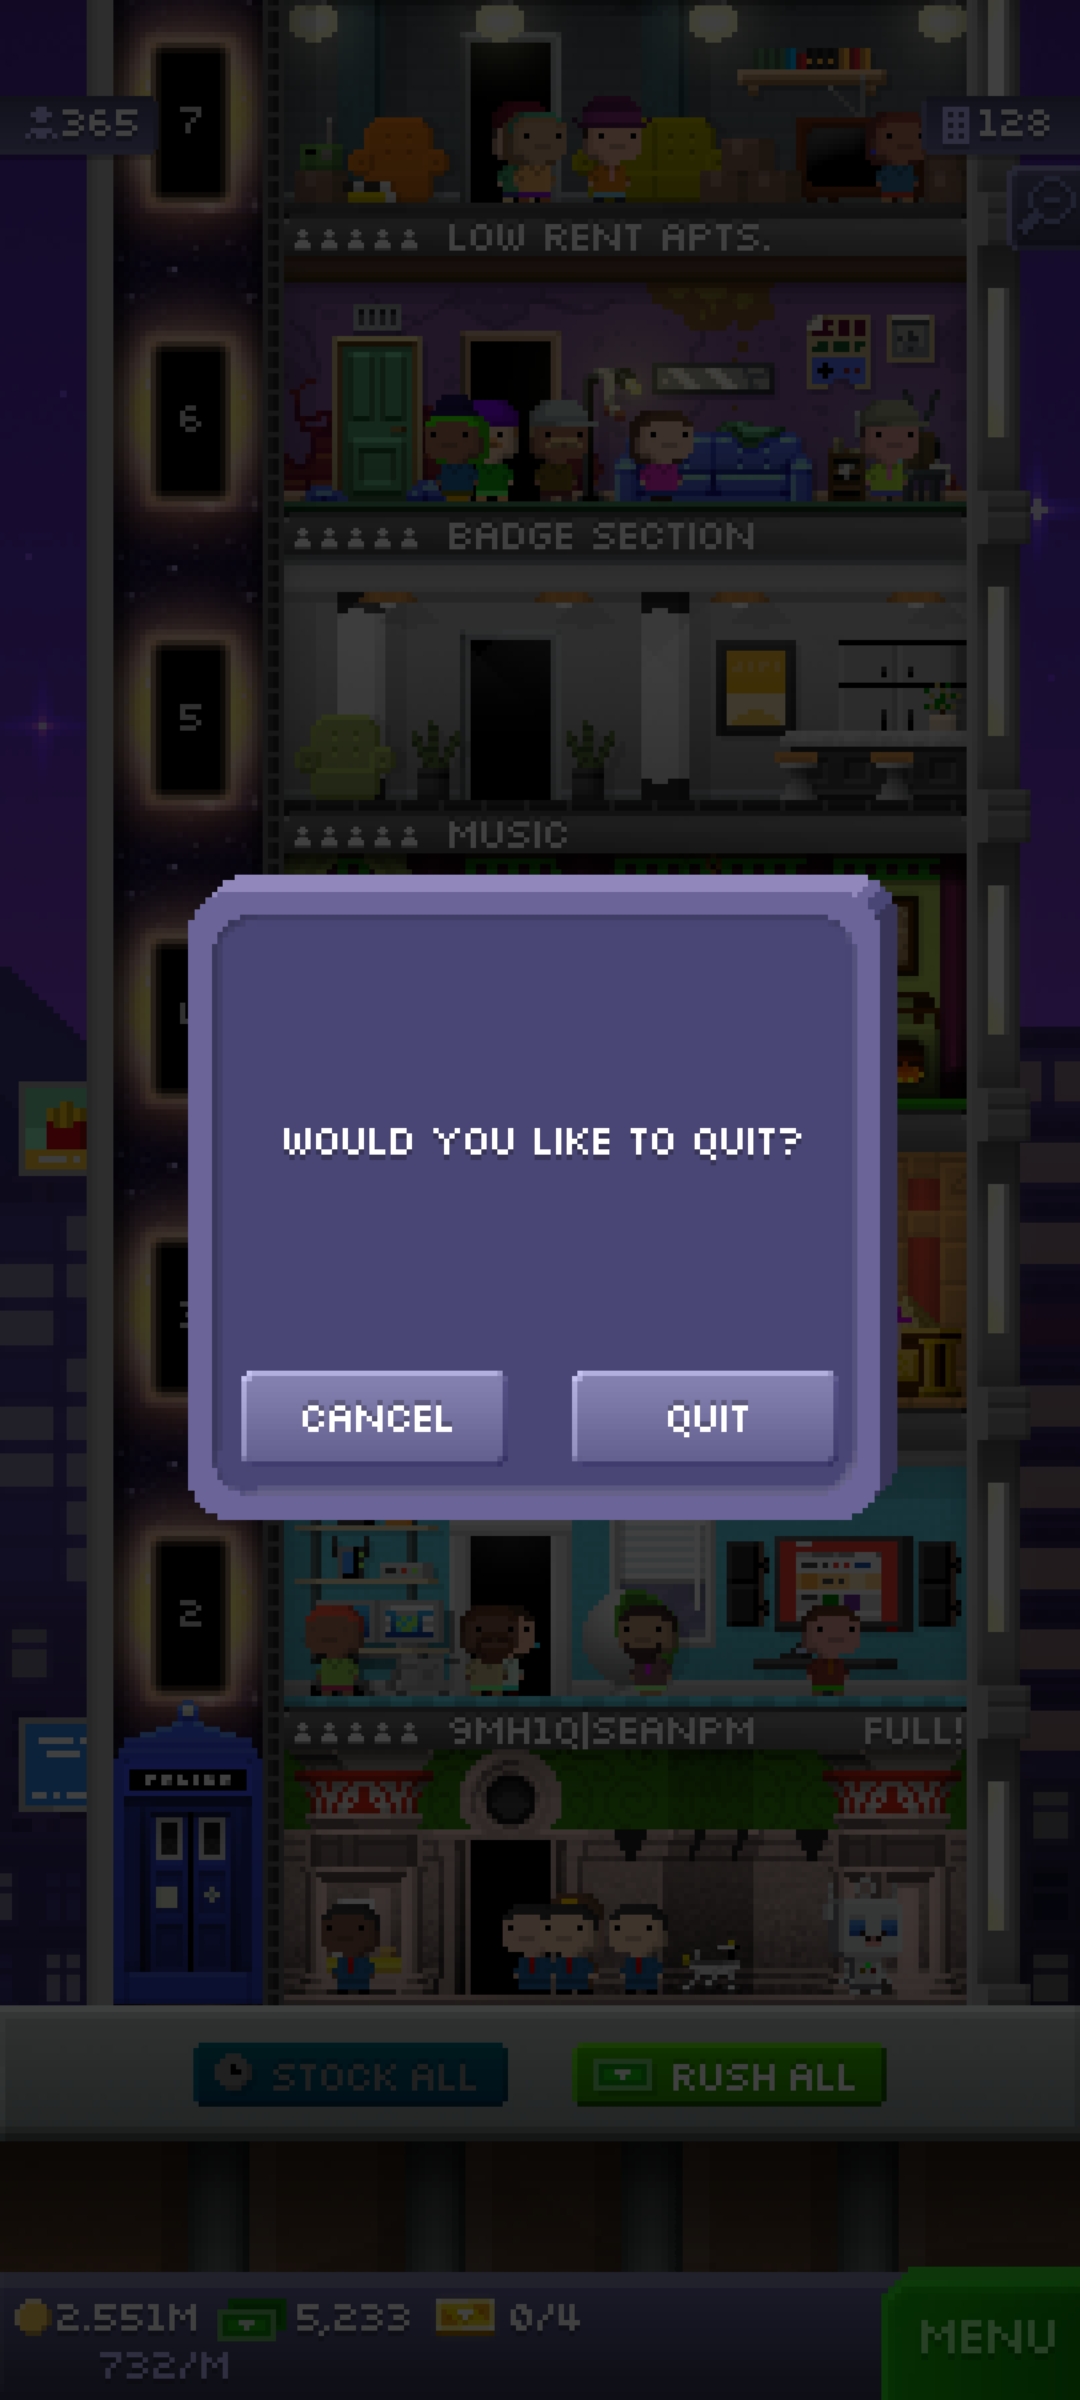 365
7
128
LOW RENT APTS.
6
BADGE SECTION
5
MUSIC
WOULD YOU LIKE TO QUIT?
CANCEL
QUIT
2
9MH1Q|SEANPM
FULL!
POLICE
STOCK ALL
RUSH ALL
2.551M
5,233
0/4
732/M
MENU